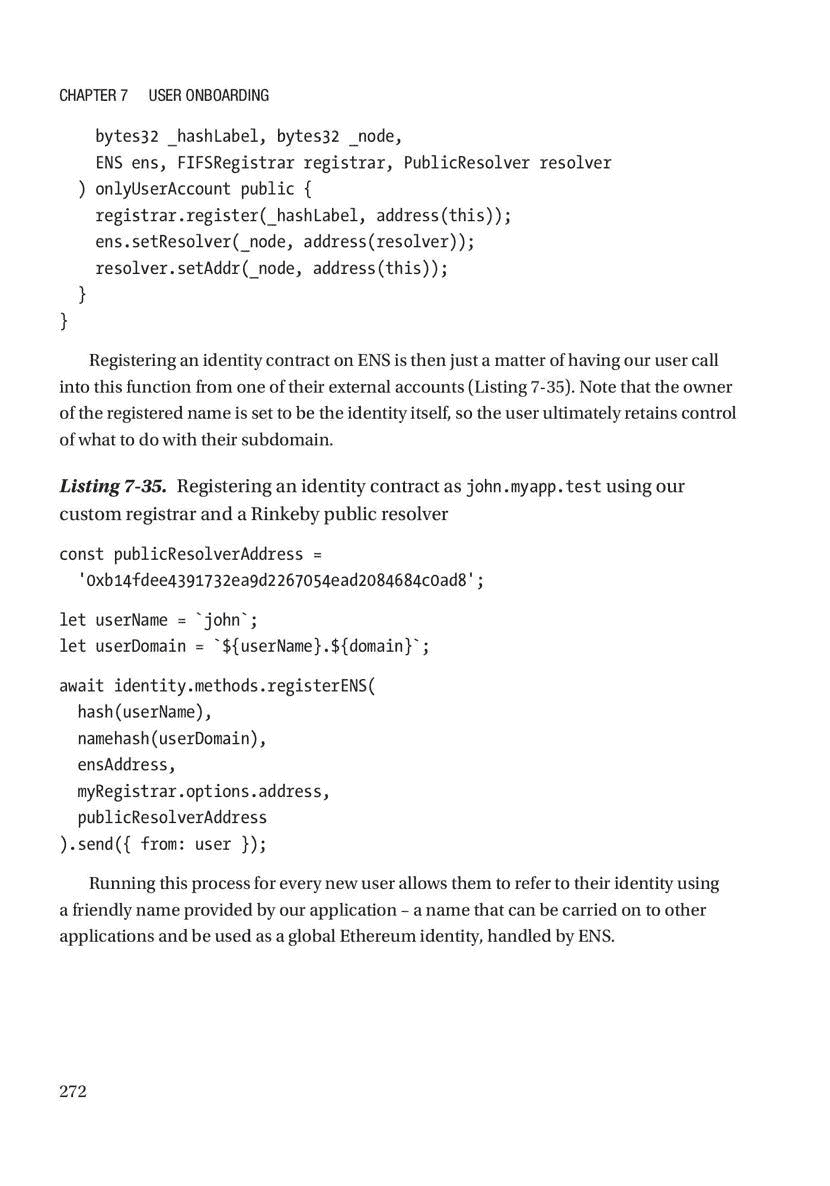 CHAPTER 7 USER ONBOARDING
bytes32 _hashLabel, bytes32 _node,
ENS ens, FIFSRegistrar registrar, PublicResolver resolver
) onlyUserAccount public {
registrar.register(_hashLabel, address(this));
ens.setResolver(_node, address(resolver));
resolver.setAddr(_node, address(this));
}
}
Registering an identity contract on ENS is then just a matter of having our user call
into this function from one of their external accounts (Listing 7-35). Note that the owner
of the registered name is set to be the identity itself, so the user ultimately retains control
of what to do with their subdomain.
Listing 7-35. Registering an identity contract as john.myapp.test using our
custom registrar and a Rinkeby public resolver
const publicResolverAddress =
'0xb14fdee4391732ea9d2267054ead2084684c0ad8';
let userName = `john`;
let userDomain = `${userName}.${domain}`;
await identity.methods.registerENS(
hash(userName),
namehash(userDomain),
ensAddress,
myRegistrar.options.address,
publicResolverAddress
).send({ from: user });
Running this process for every new user allows them to refer to their identity using
a friendly name provided by our application – a name that can be carried on to other
applications and be used as a global Ethereum identity, handled by ENS.
272